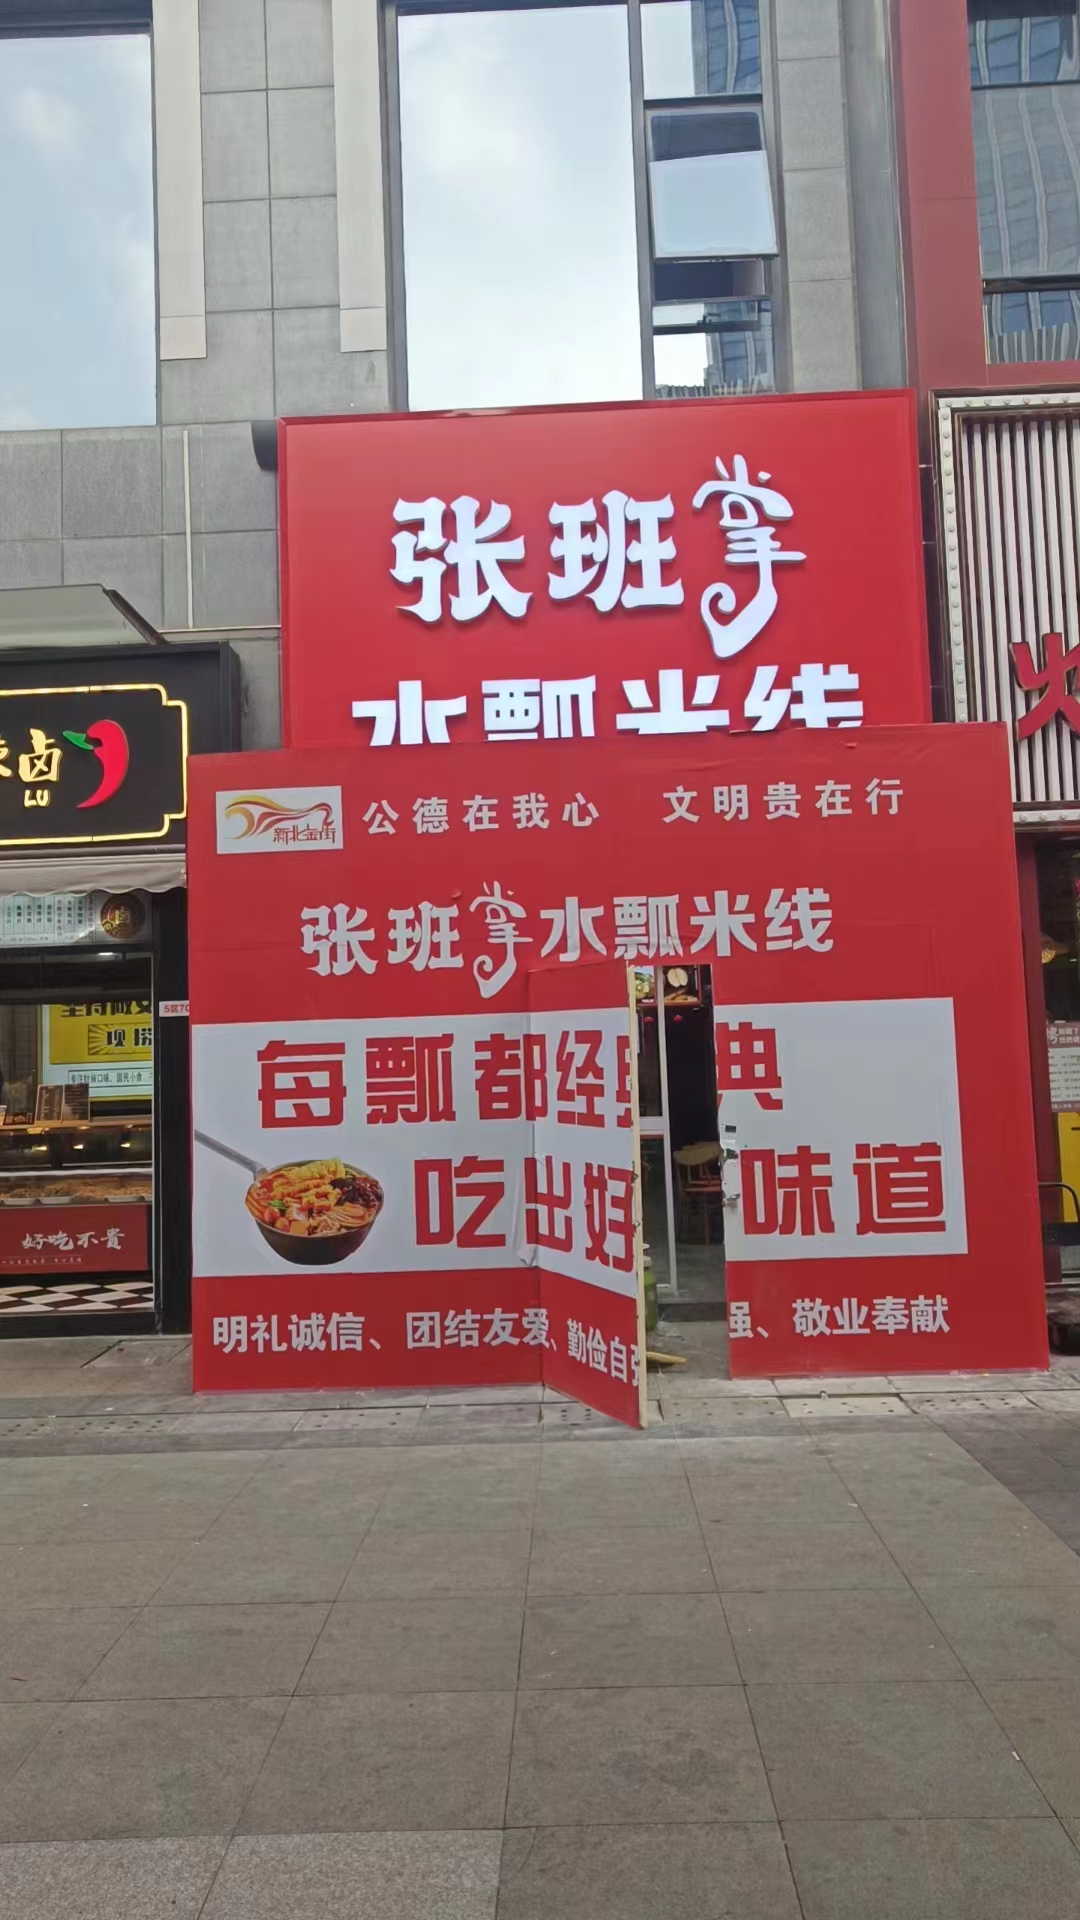 张班掌
水瓢米线
卤
LU
新北金街
公德在我心 文明贵在行
张班掌水瓢米线
每瓢都经典
吃出好味道
明礼诚信、团结友爱、勤俭自强、敬业奉献
现捞
好吃不贵
火